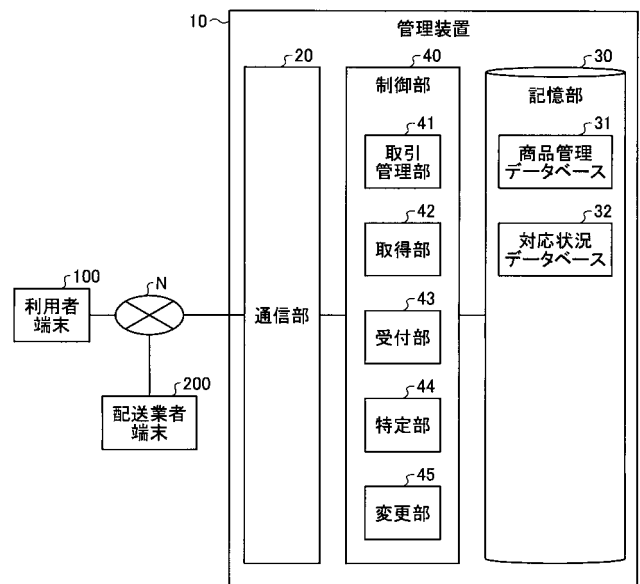 10
管理装置
20
40
30
制御部
記憶部
41
31
取引
管理部
商品管理
データベース
42
32
取得部
対応状況
データベース
100
N
43
利用者
端末
通信部
受付部
200
44
配送業者
端末
特定部
45
変更部